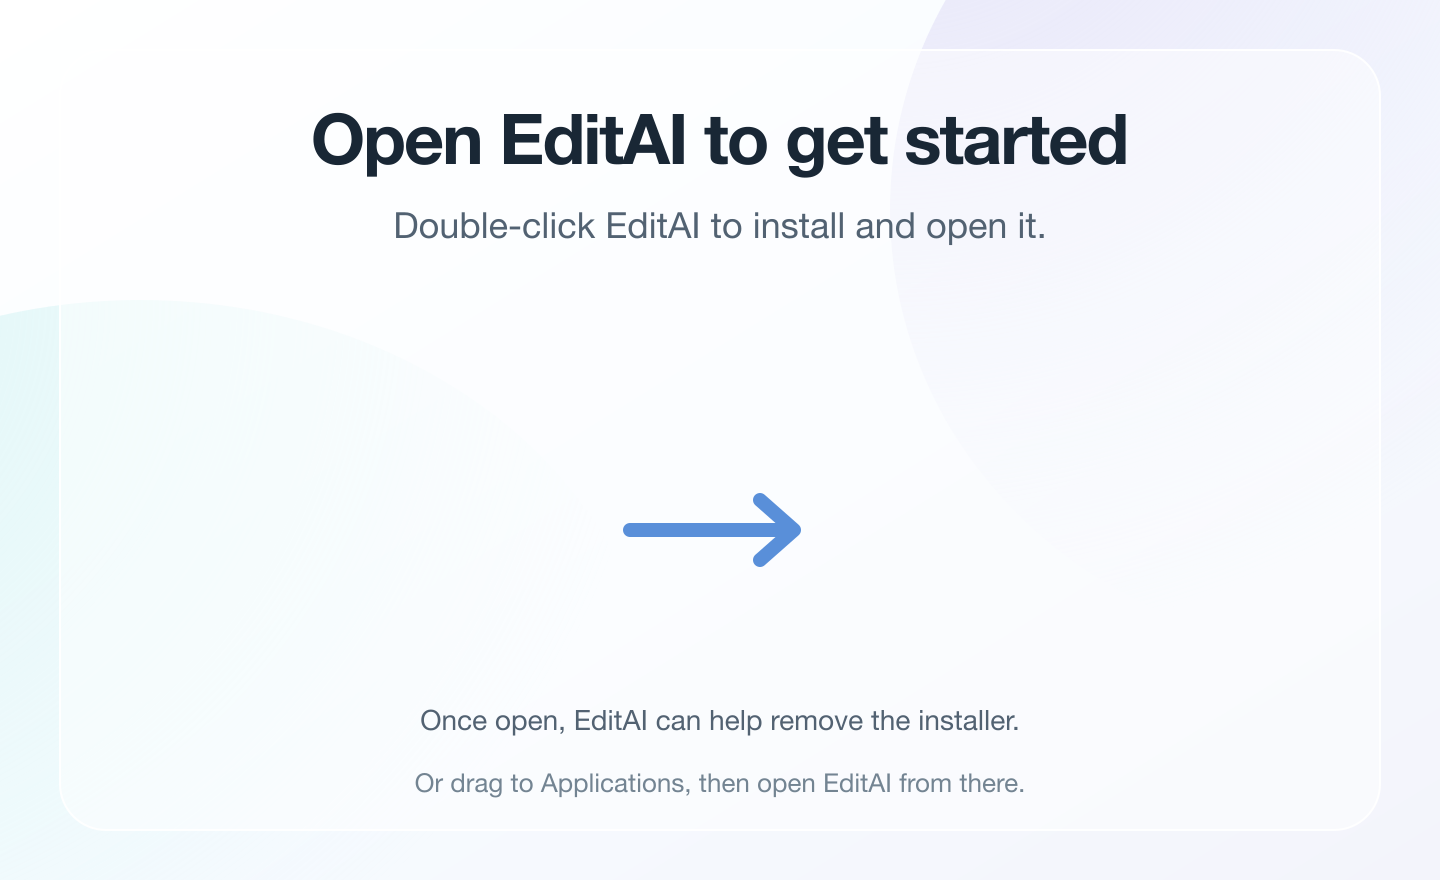 Open EditAI to get started
Double-click EditAI to install and open it.
Once open, EditAI can help remove the installer.
Or drag to Applications, then open EditAI from there.